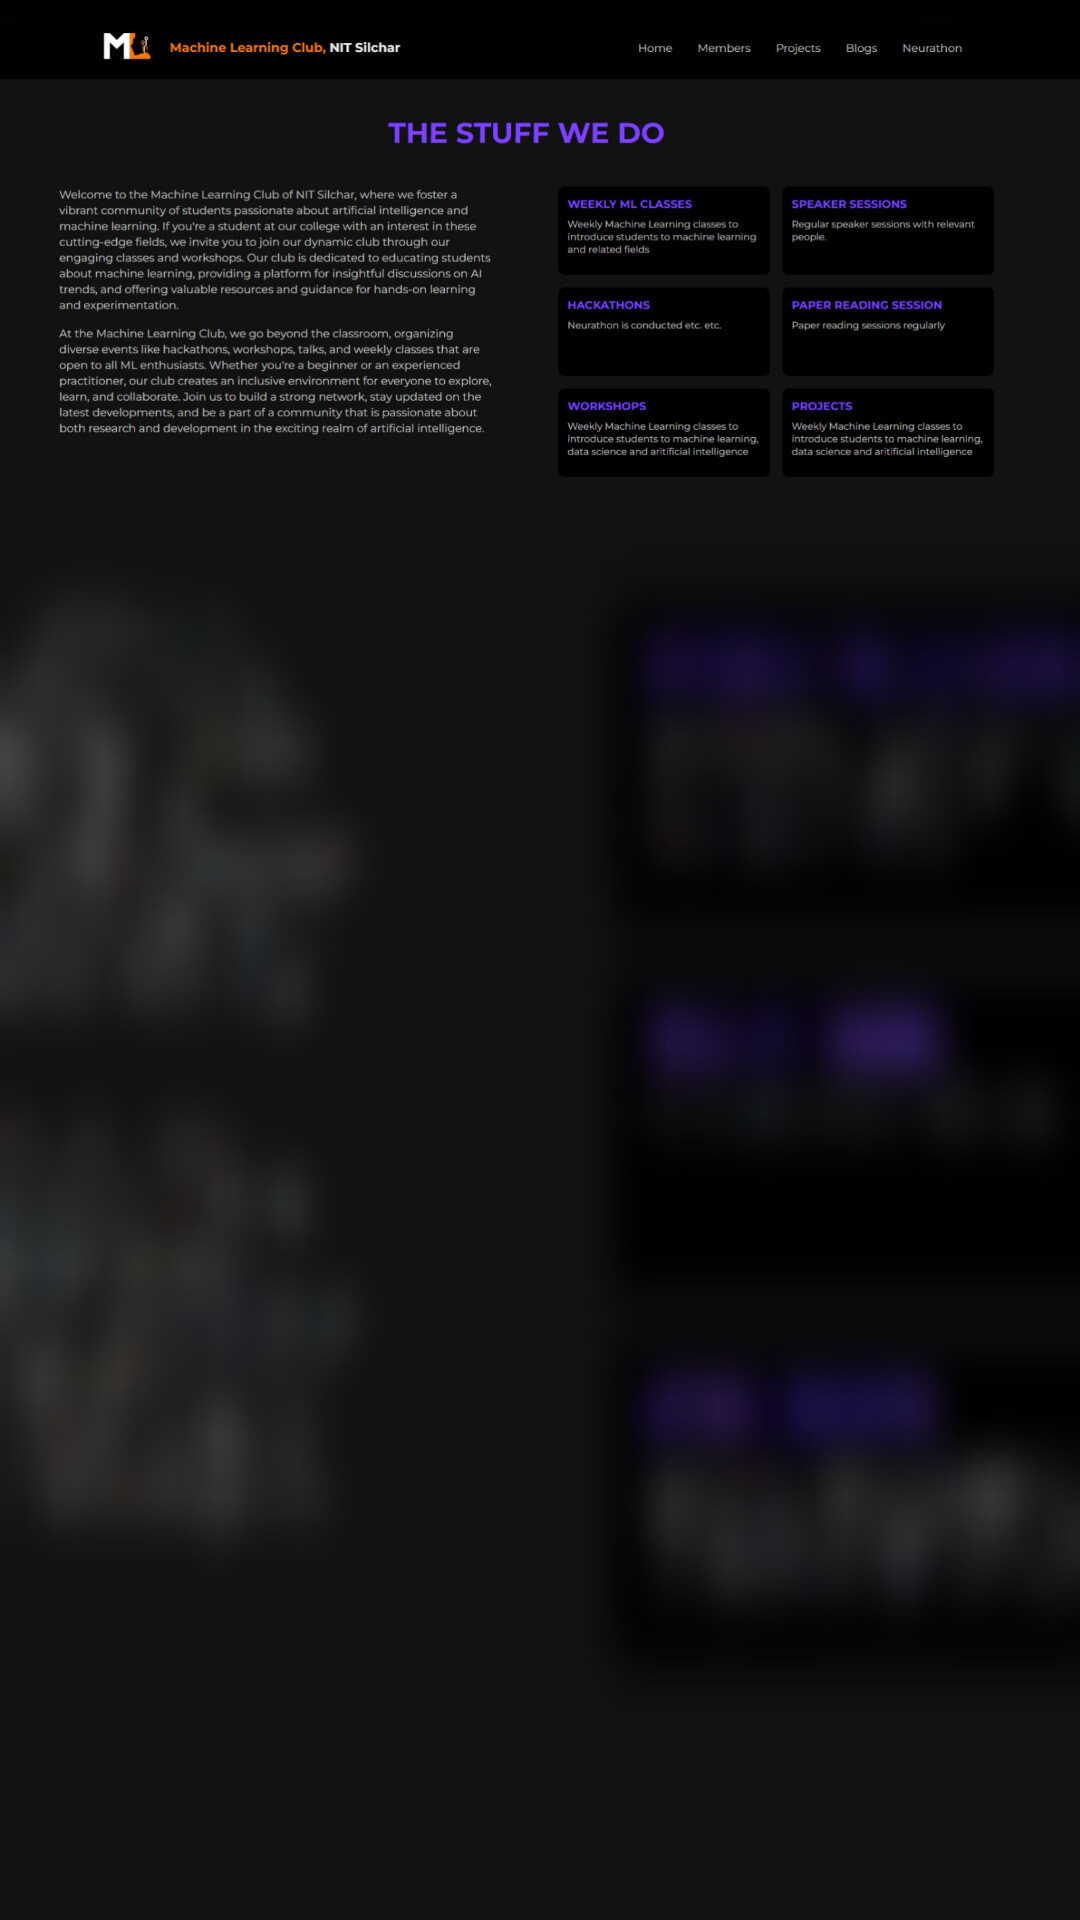 ML
Machine Learning Club, NIT Silchar
Home Members Projects Blogs Neurathon
THE STUFF WE DO
Welcome to the Machine Learning Club of NIT Silchar, where we foster a
vibrant community of students passionate about artificial intelligence and
machine learning. If you're a student at our college with an interest in these
cutting-edge fields, we invite you to join our dynamic club through our
engaging classes and workshops. Our club is dedicated to educating students
about machine learning, providing a platform for insightful discussions on AI
trends, and offering valuable resources and guidance for hands-on learning
and experimentation.
At the Machine Learning Club, we go beyond the classroom, organizing
diverse events like hackathons, workshops, talks, and weekly classes that are
open to all ML enthusiasts. Whether you're a beginner or an experienced
practitioner, our club creates an inclusive environment for everyone to explore,
learn, and collaborate. Join us to build a strong network, stay updated on the
latest developments, and be a part of a community that is passionate about
both research and development in the exciting realm of artificial intelligence.
WEEKLY ML CLASSES
Weekly Machine Learning classes to
introduce students to machine learning
and related fields
SPEAKER SESSIONS
Regular speaker sessions with relevant
people.
HACKATHONS
Neurathon is conducted etc. etc.
PAPER READING SESSION
Paper reading sessions regularly
WORKSHOPS
Weekly Machine Learning classes to
introduce students to machine learning,
data science and aritificial intelligence
PROJECTS
Weekly Machine Learning classes to
introduce students to machine learning,
data science and aritificial intelligence